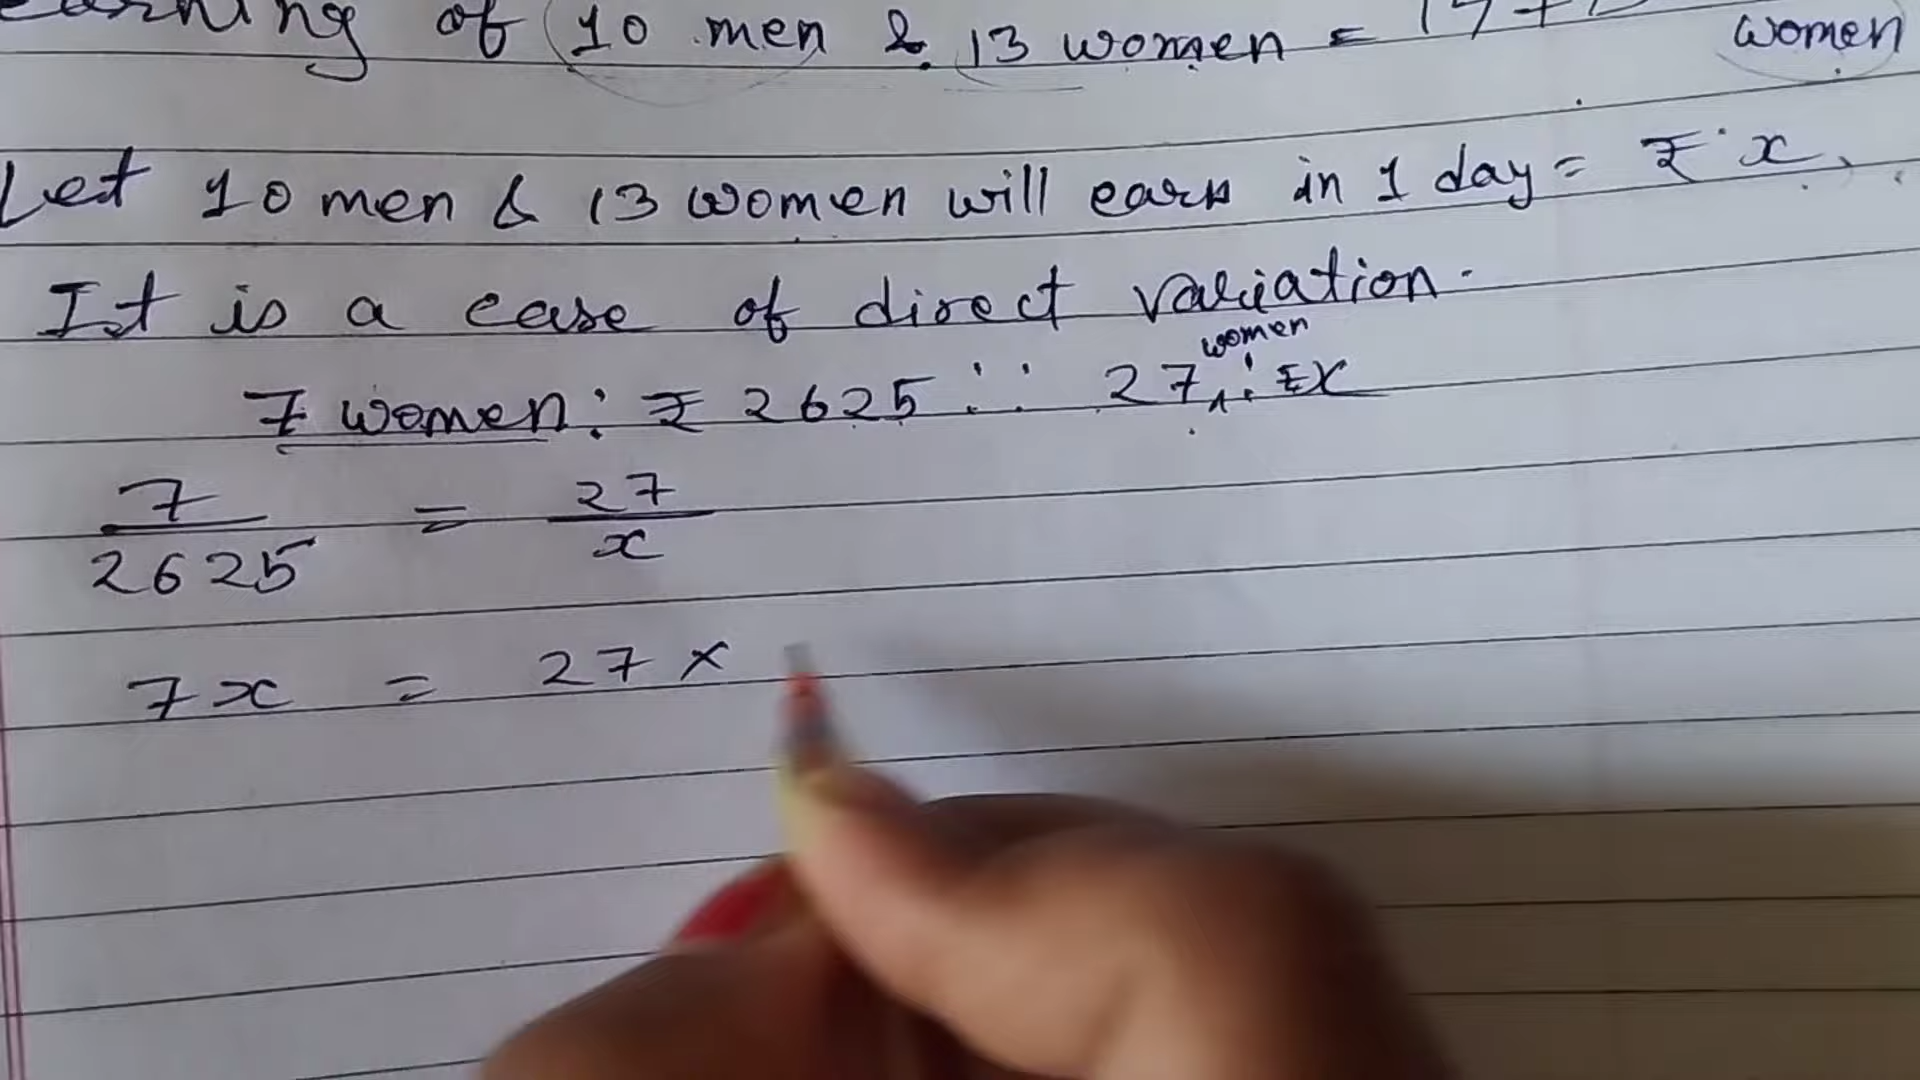 of 10 men & 13 women =
women
Let 10 men & 13 women will earn in 1 day = ₹ x
It is a case of direct variation.
women
7 women : ₹ 2625 :: 27 ^ : ₹x
7/2625 = 27/x
7x = 27 ×